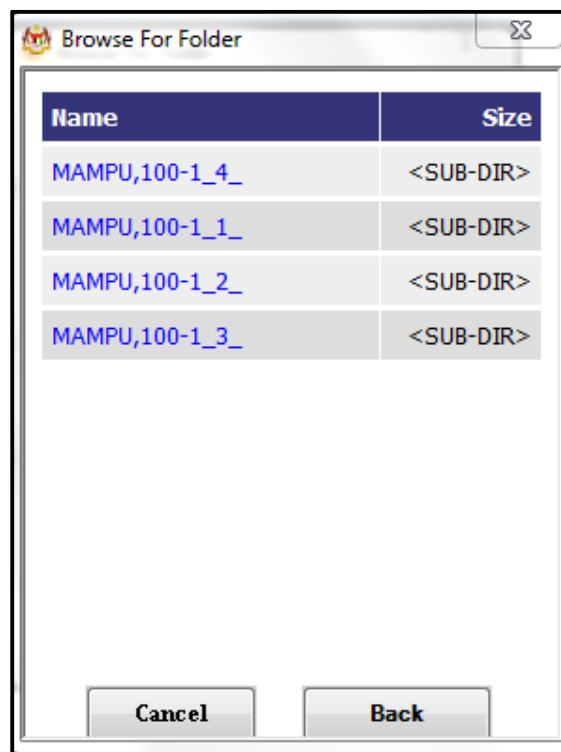 Browse For Folder
Name Size
MAMPU,100-1_4_ <SUB-DIR>
MAMPU,100-1_1_ <SUB-DIR>
MAMPU,100-1_2_ <SUB-DIR>
MAMPU,100-1_3_ <SUB-DIR>
Cancel Back